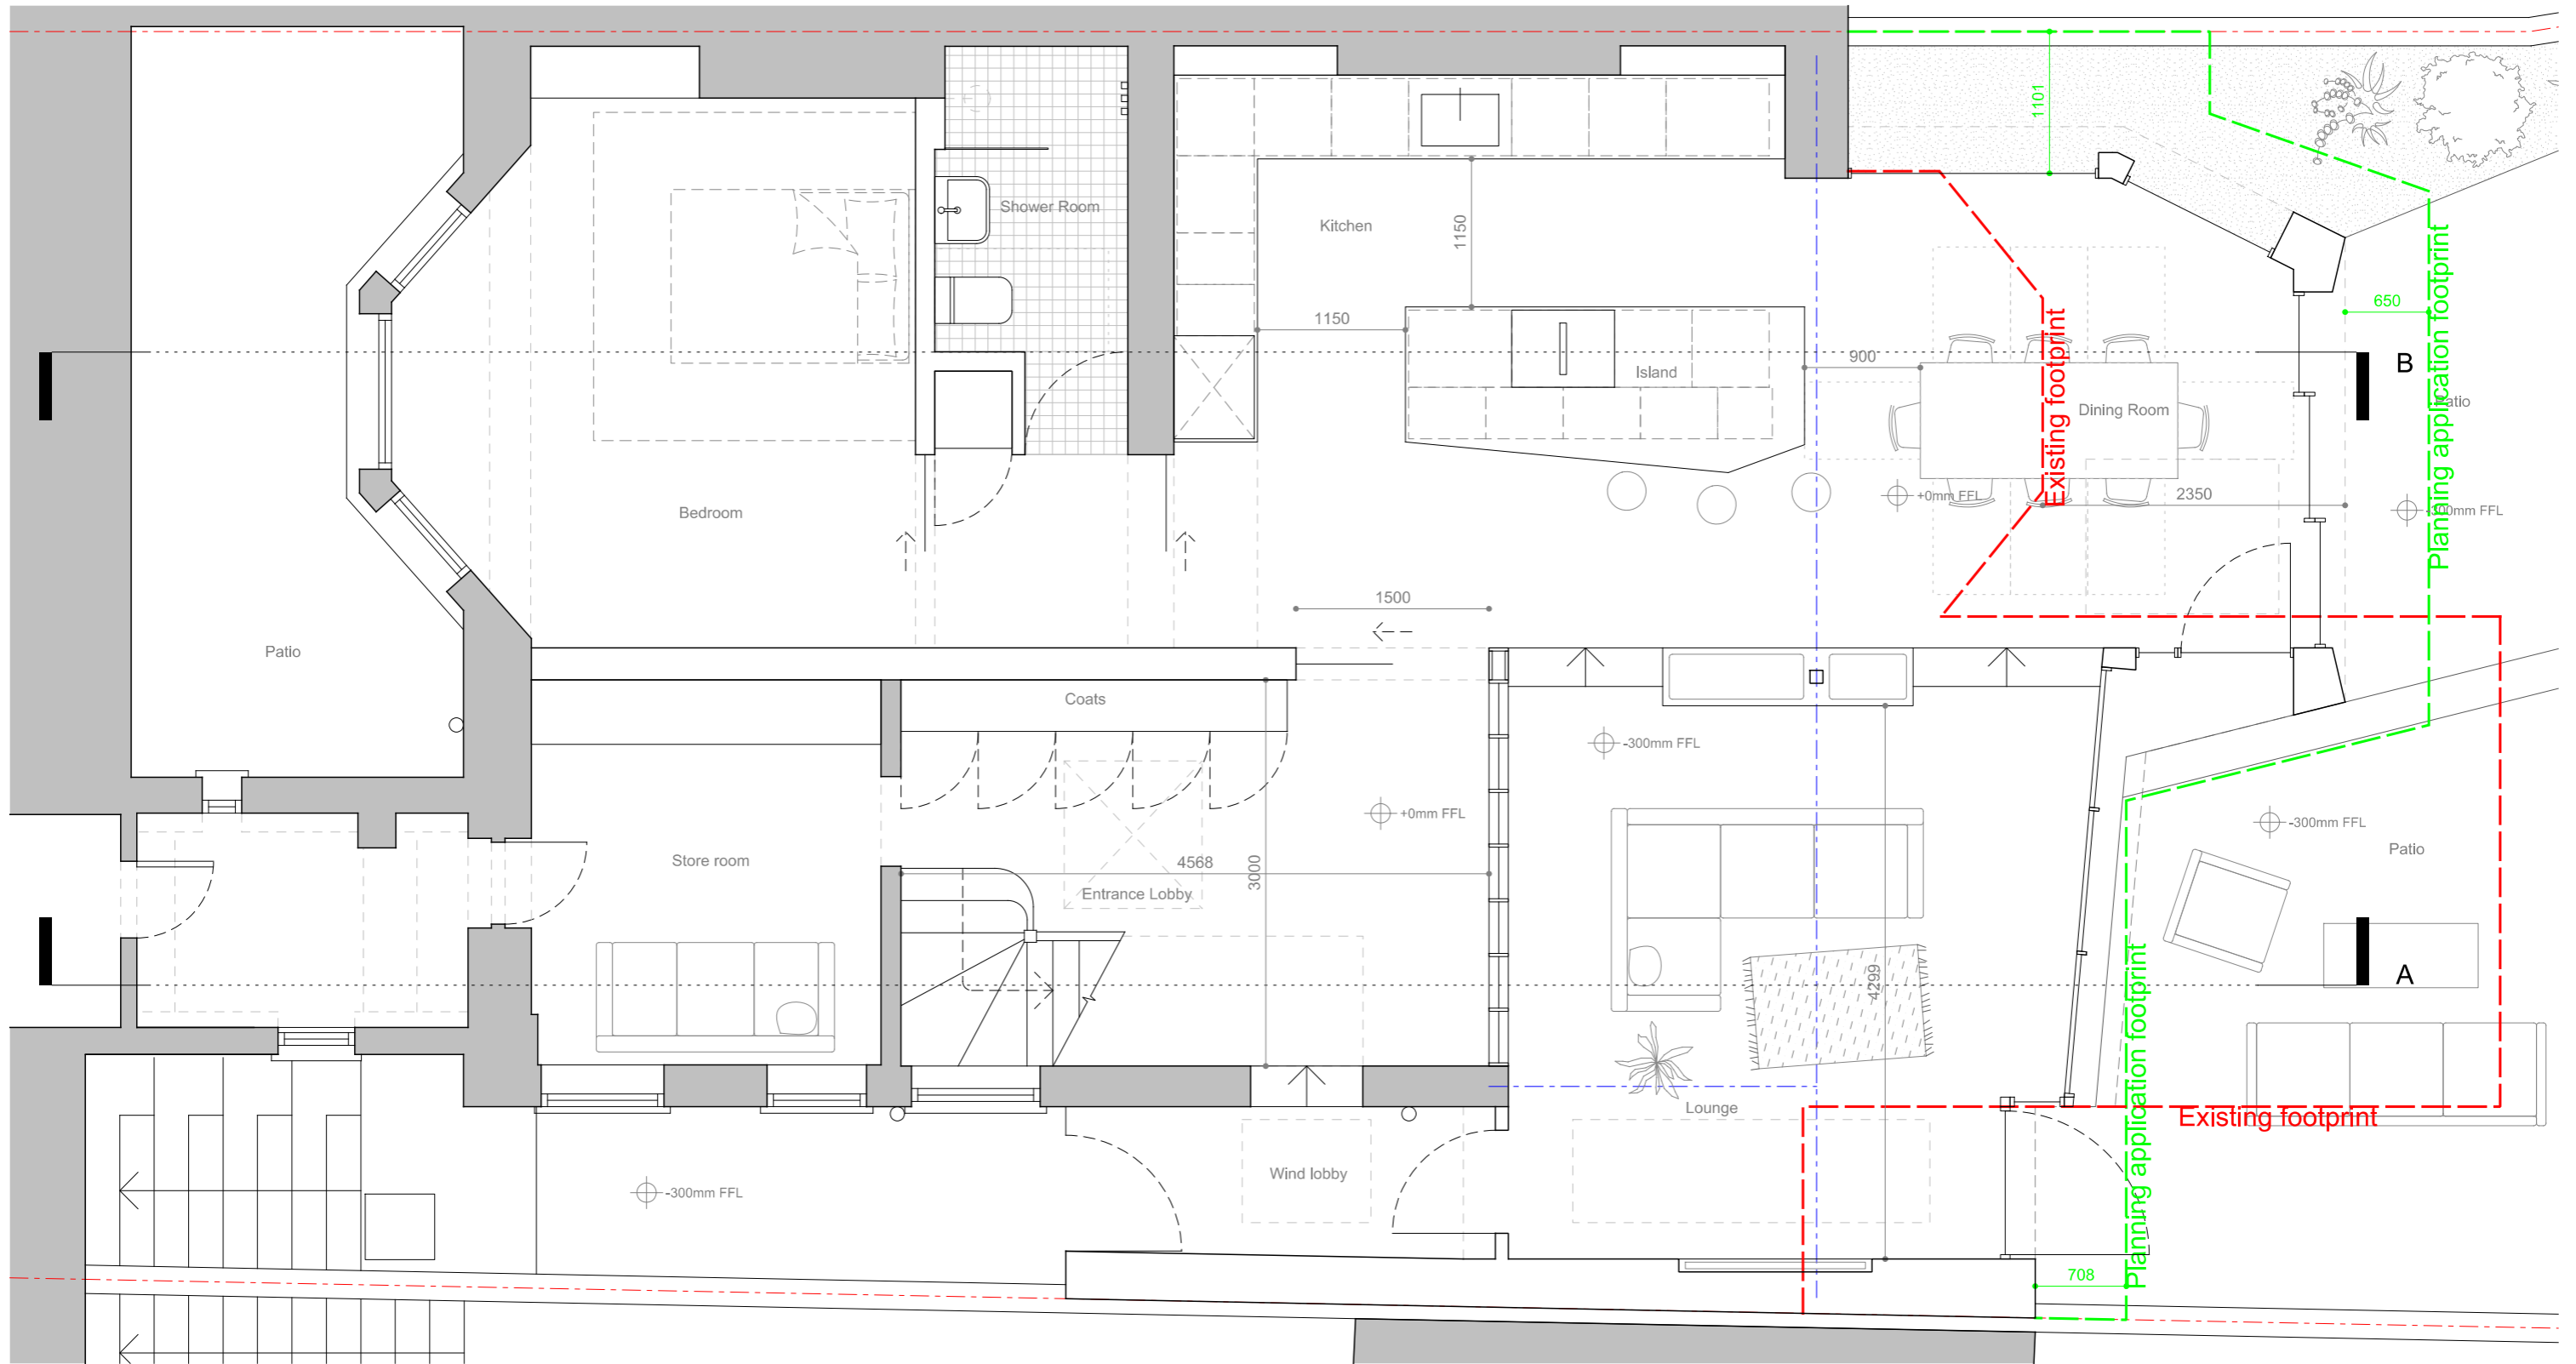 1101
Shower Room
Kitchen
1150
Planning application footprint
650
Existing footprint
1150
900
B
Island
Patio
Dining Room
+0mm FFL
2350
-300mm FFL
Bedroom
1500
Patio
Coats
-300mm FFL
+0mm FFL
-300mm FFL
Patio
Store room
4568
3000
Entrance Lobby
4299
A
Planning application footprint
Lounge
Existing footprint
Wind lobby
-300mm FFL
708